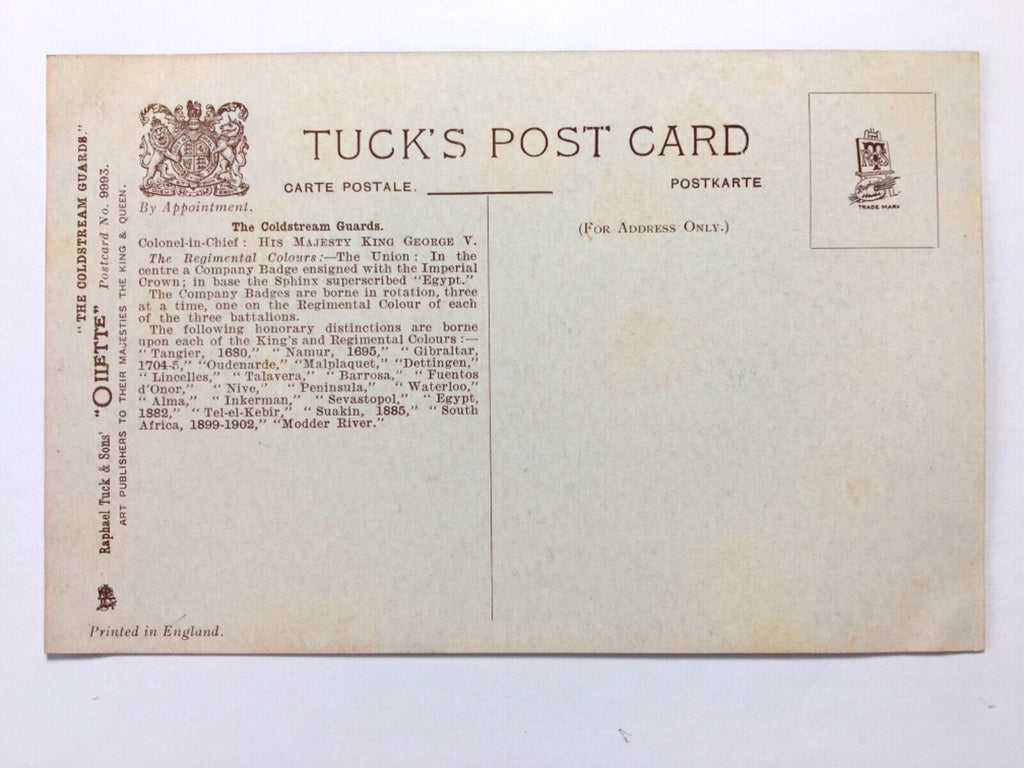 TUCK'S POST CARD
CARTE POSTALE.
POSTKARTE
By Appointment.
TRADE MARK
(For Address Only.)
The Coldstream Guards.
Colonel-in-Chief : His Majesty King George V.
The Regimental Colours :—The Union : In the
centre a Company Badge ensigned with the Imperial
Crown; in base the Sphinx superscribed "Egypt."
The Company Badges are borne in rotation, three
at a time, one on the Regimental Colour of each
of the three battalions.
The following honorary distinctions are borne
upon each of the King's and Regimental Colours :—
" Tangier, 1680," " Namur, 1695," " Gibraltar,
1704-5," "Oudenarde," "Malplaquet," "Dettingen,"
" Lincelles," " Talavera," " Barrosa," " Fuentos
d'Onor," " Nive," " Peninsula," " Waterloo,"
" Alma," " Inkerman," " Sevastopol," " Egypt,
1882," " Tel-el-Kebir," " Suakin, 1885," " South
Africa, 1899-1902," "Modder River."
"THE COLDSTREAM GUARDS."
Raphael Tuck & Sons' "OILETTE" Postcard No. 9993.
ART PUBLISHERS TO THEIR MAJESTIES THE KING & QUEEN.
Printed in England.